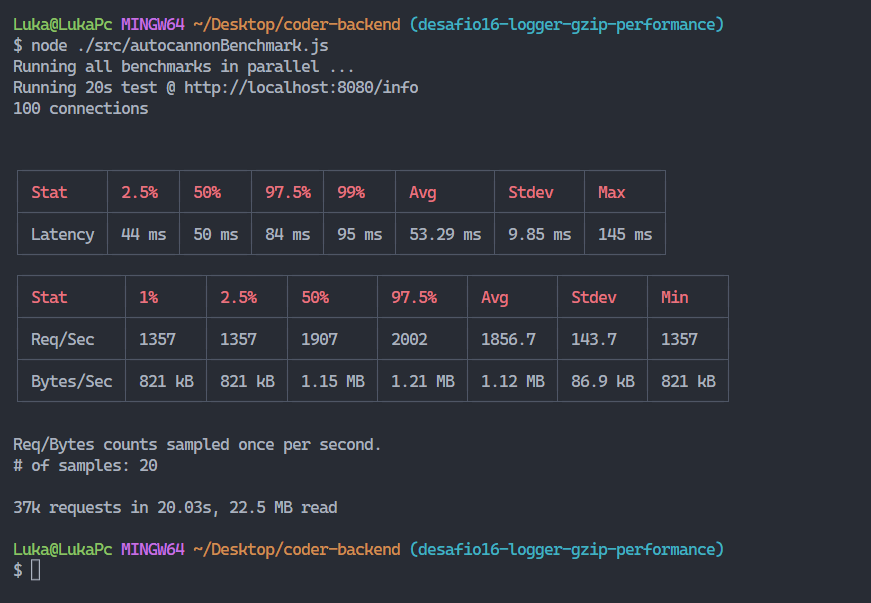 Luka@LukaPc MINGW64 ~/Desktop/coder-backend (desafio16-logger-gzip-performance)
$ node ./src/autocannonBenchmark.js
Running all benchmarks in parallel ...
Running 20s test @ http://localhost:8080/info
100 connections
Stat 2.5% 50% 97.5% 99% Avg Stdev Max
Latency 44 ms 50 ms 84 ms 95 ms 53.29 ms 9.85 ms 145 ms
Stat 1% 2.5% 50% 97.5% Avg Stdev Min
Req/Sec 1357 1357 1907 2002 1856.7 143.7 1357
Bytes/Sec 821 kB 821 kB 1.15 MB 1.21 MB 1.12 MB 86.9 kB 821 kB
Req/Bytes counts sampled once per second.
# of samples: 20
37k requests in 20.03s, 22.5 MB read
Luka@LukaPc MINGW64 ~/Desktop/coder-backend (desafio16-logger-gzip-performance)
$